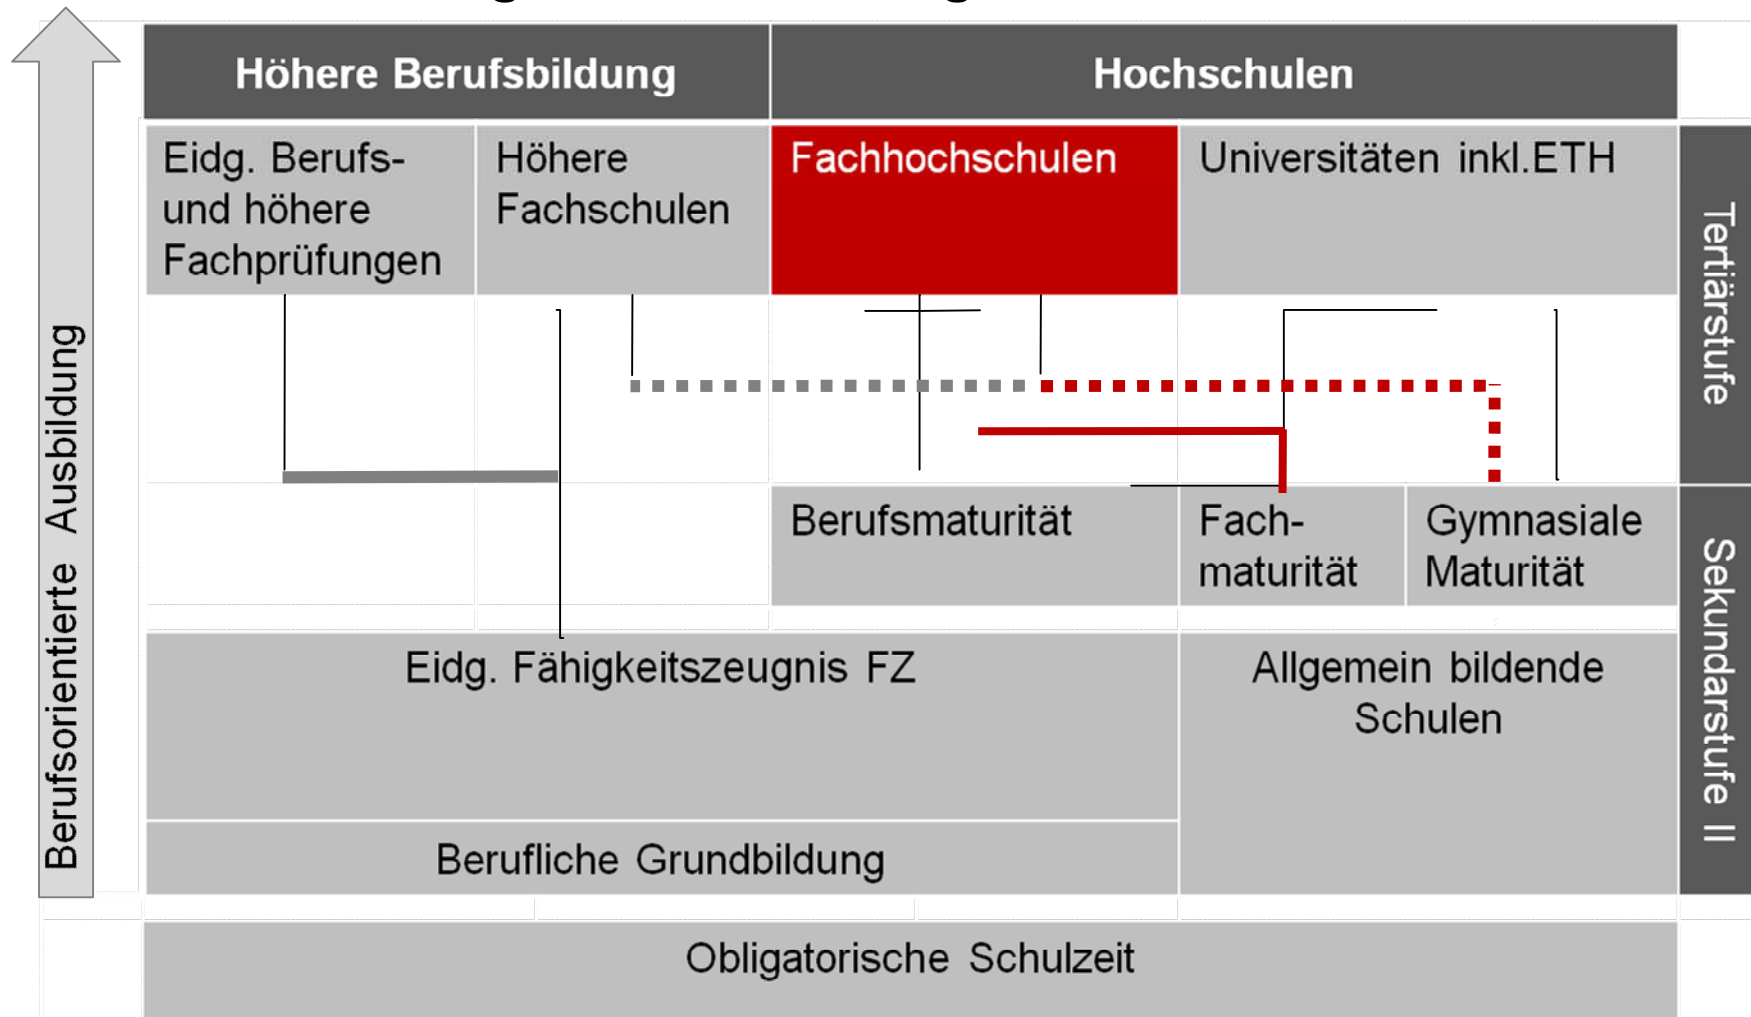 Höhere Berufsbildung
Hochschulen
Eidg. Berufs-
und höhere
Fachprüfungen
Höhere
Fachschulen
Fachhochschulen
Universitäten inkl.ETH
Tertiärstufe
Berufsorientierte Ausbildung
Berufsmaturität
Fach-
maturität
Gymnasiale
Maturität
Sekundarstufe II
Eidg. Fähigkeitszeugnis FZ
Allgemein bildende
Schulen
Berufliche Grundbildung
Obligatorische Schulzeit